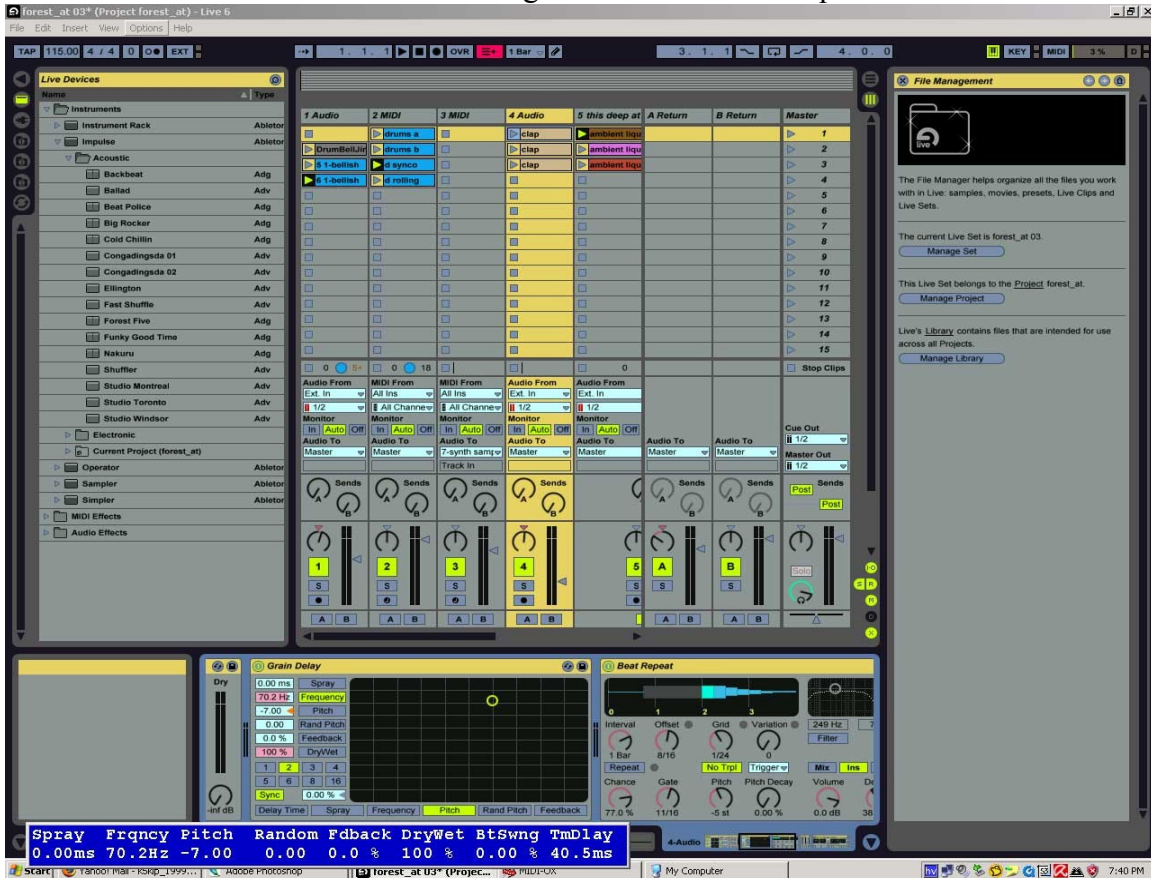 forest_at 03* (Project forest_at) - Live 6
File Edit Insert View Options Help
TAP 115.00 4 / 4 0 EXT 1. 1. 1 OVR 1 Bar 3. 1. 1 4. 0. 0 KEY MIDI 3 % D
Live Devices
Name Type
Instruments
Instrument Rack Ableton
Impulse Ableton
Acoustic
Backbeat Adg
Ballad Adv
Beat Police Adg
Big Rocker Adg
Cold Chillin Adg
Congadingsda 01 Adv
Congadingsda 02 Adv
Ellington Adv
Fast Shuffle Adv
Forest Five Adg
Funky Good Time Adg
Nakuru Adg
Shuffler Adv
Studio Montreal Adv
Studio Toronto Adv
Studio Windsor Adv
Electronic
Current Project (forest_at)
Operator Ableton
Sampler Ableton
Simpler Ableton
MIDI Effects
Audio Effects
1 Audio 2 MIDI 3 MIDI 4 Audio 5 this deep at A Return B Return Master
drums a clap ambient liqu 1
DrumBellJir drums b clap ambient liqu 2
5 1-bellish d synco clap ambient liqu 3
6 1-bellish d rolling 4
5
6
7
8
9
10
11
12
13
14
15
0 5+ 0 18 0 Stop Clips
Audio From MIDI From MIDI From Audio From Audio From
Ext. In All Ins All Ins Ext. In Ext. In
1/2 All Channe All Channe 1/2 1/2
Monitor Monitor Monitor Monitor Monitor
In Auto Off In Auto Off In Auto Off In Auto Off In Auto Off
Cue Out
1/2
Audio To Audio To Audio To Audio To Audio To Audio To Audio To
Master Master 7-synth samp Master Master Master Master
Master Out
1/2
Track In
Sends Sends Sends Sends Sends Sends Sends
A B A B A B A B A B A B
Post
Post
1 2 3 4 5 A B Solo
S S S S S S S
A B A B A B A B A B A B
File Management
live
The File Manager helps organize all the files you work
with in Live: samples, movies, presets, Live Clips and
Live Sets.
The current Live Set is forest_at 03.
Manage Set
This Live Set belongs to the Project forest_at.
Manage Project
Live's Library contains files that are intended for use
across all Projects.
Manage Library
Dry
-inf dB
Grain Delay
0.00 ms Spray
70.2 Hz Frequency
-7.00 Pitch
0.00 Rand Pitch
0.0 % Feedback
100 % DryWet
1 2 3 4
5 6 8 16
Sync 0.00 %
Delay Time Spray Frequency Pitch Rand Pitch Feedback
Beat Repeat
0 1 2 3
Interval Offset Grid Variation 249 Hz
1 Bar 8/16 1/24 0 Filter
Repeat No Trpl Trigger Mix Ins
Chance Gate Pitch Pitch Decay Volume
77.0 % 11/16 -5 st 0.00 % 0.0 dB
4-Audio
Spray Frqncy Pitch Random Fdback DryWet BtSwng TmDlay
0.00ms 70.2Hz -7.00 0.00 0.0 % 100 % 0.00 % 40.5ms
Start Yahoo! Mail - Adobe Photoshop forest_at 03* (Projec... MIDI-OX My Computer 7:40 PM